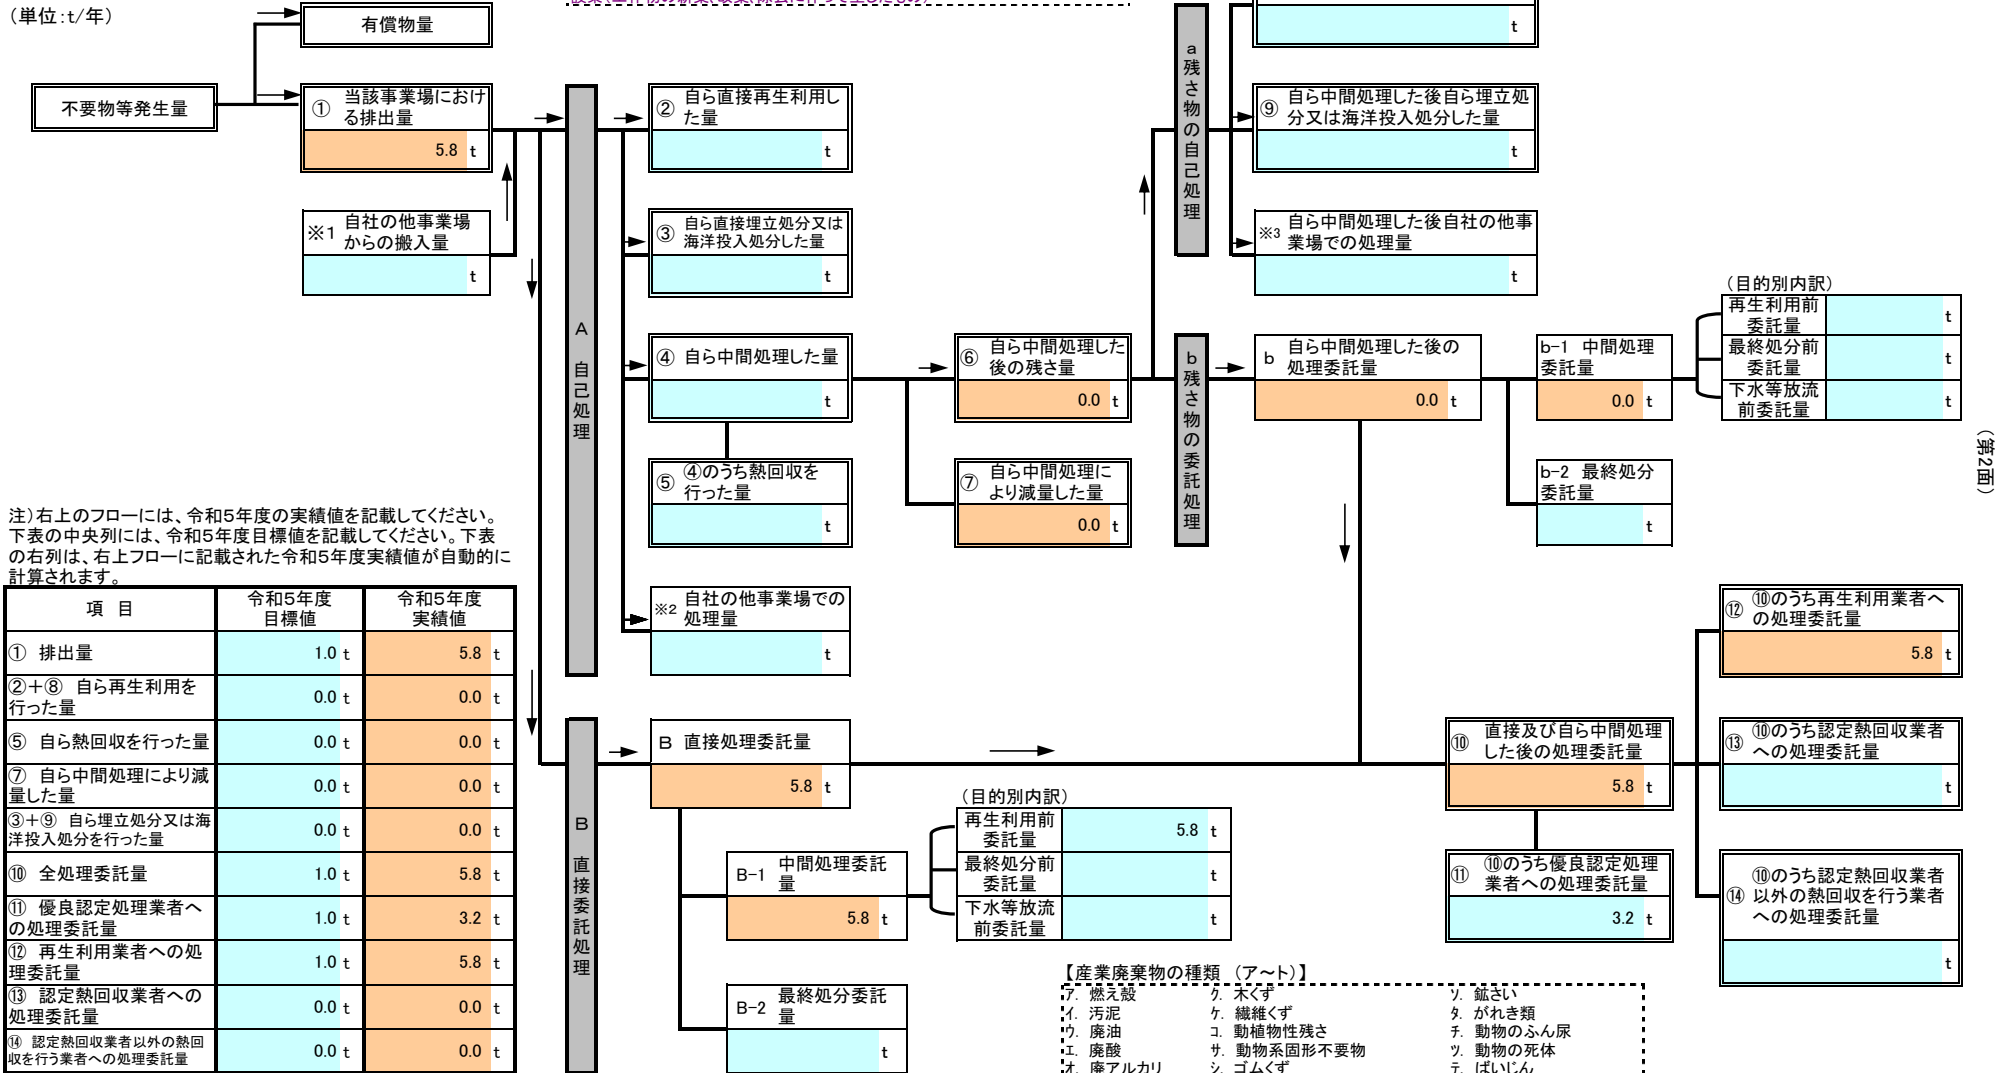 （単位：t/年）
有償物量
不要物等発生量
① 当該事業場におけ
る排出量
5.8 t
※1 自社の他事業場
からの搬入量
t
A 自己処理
② 自ら直接再生利用し
た量
t
③ 自ら直接埋立処分又は
海洋投入処分した量
t
④ 自ら中間処理した量
t
⑤ ④のうち熱回収を
行った量
t
※2 自社の他事業場での
処理量
t
⑥ 自ら中間処理した
後の残さ量
0.0 t
⑦ 自ら中間処理に
より減量した量
0.0 t
a 残さ物の自己処理
t
⑨ 自ら中間処理した後自ら埋立処
分又は海洋投入処分した量
t
※3 自ら中間処理した後自社の他事
業場での処理量
t
b 残さ物の委託処理
b 自ら中間処理した後の
処理委託量
0.0 t
b-1 中間処理
委託量
0.0 t
b-2 最終処分
委託量
t
（目的別内訳）
再生利用前
委託量
t
最終処分前
委託量
t
下水等放流
前委託量
t
（第2面）
注）右上のフローには、令和５年度の実績値を記載してください。
下表の中央列には、令和５年度目標値を記載してください。下表
の右列は、右上フローに記載された令和５年度実績値が自動的に
計算されます。
項 目 令和５年度 目標値 令和５年度 実績値
① 排出量 1.0 t 5.8 t
②＋⑧ 自ら再生利用を
行った量 0.0 t 0.0 t
⑤ 自ら熱回収を行った量 0.0 t 0.0 t
⑦ 自ら中間処理により減
量した量 0.0 t 0.0 t
③＋⑨ 自ら埋立処分又は海
洋投入処分を行った量 0.0 t 0.0 t
⑩ 全処理委託量 1.0 t 5.8 t
⑪ 優良認定処理業者へ
の処理委託量 1.0 t 3.2 t
⑫ 再生利用業者への処
理委託量 1.0 t 5.8 t
⑬ 認定熱回収業者への
処理委託量 0.0 t 0.0 t
⑭ 認定熱回収業者以外の熱回
収を行う業者への処理委託量 0.0 t 0.0 t
B 直接委託処理
B 直接処理委託量
5.8 t
B-1 中間処理委託
量
5.8 t
B-2 最終処分委託
量
t
（目的別内訳）
再生利用前
委託量
5.8 t
最終処分前
委託量
t
下水等放流
前委託量
t
⑩ 直接及び自ら中間処理
した後の処理委託量
5.8 t
⑪ ⑩のうち優良認定処理
業者への処理委託量
3.2 t
⑫ ⑩のうち再生利用業者へ
の処理委託量
5.8 t
⑬ ⑩のうち認定熱回収業者
への処理委託量
t
⑭ ⑩のうち認定熱回収業者
以外の熱回収を行う業者
への処理委託量
t
【産業廃棄物の種類 （ア～ト）】
ア. 燃え殻 ク. 木くず ソ. 鉱さい
イ. 汚泥 ケ. 繊維くず タ. がれき類
ウ. 廃油 コ. 動植物性残さ チ. 動物のふん尿
エ. 廃酸 サ. 動物系固形不要物 ツ. 動物の死体
オ. 廃アルカリ シ. ゴムくず テ. ばいじん